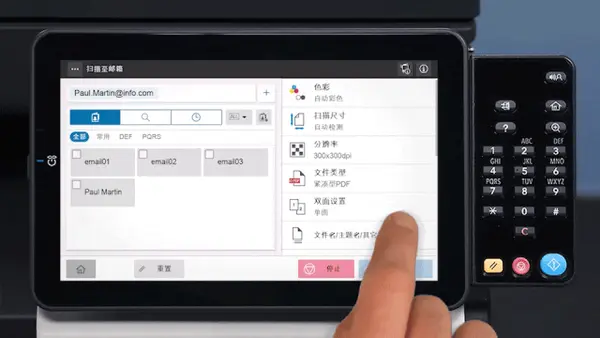 扫描至邮箱
Paul.Martin@info.com
+
全部 常用 DEF PQRS
email01 email02 email03
Paul Martin
色彩
自动彩色
扫描尺寸
自动检测
分辨率
300x300dpi
文件类型
紧凑型PDF
双面设置
单面
文件名/主题名/其它
重置
停止
?
ABC DEF
1 2 3
GHI JKL MNO
4 5 6
PQRS TUV WXYZ
7 8 9
* 0 #
C